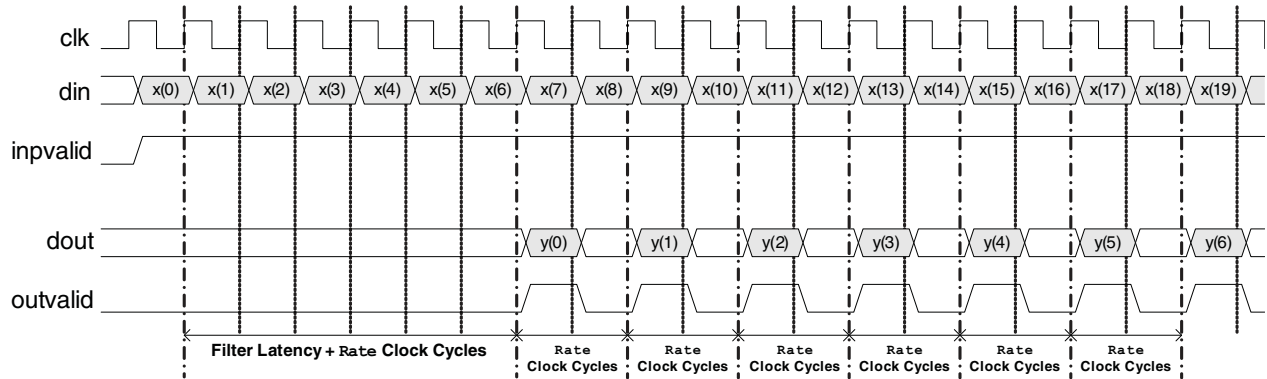 clk
din x(0) x(1) x(2) x(3) x(4) x(5) x(6) x(7) x(8) x(9) x(10) x(11) x(12) x(13) x(14) x(15) x(16) x(17) x(18) x(19)
inpvalid
dout y(0) y(1) y(2) y(3) y(4) y(5) y(6)
outvalid
Filter Latency + Rate Clock Cycles Rate Rate Rate Rate Rate Rate
Clock Cycles Clock Cycles Clock Cycles Clock Cycles Clock Cycles Clock Cycles